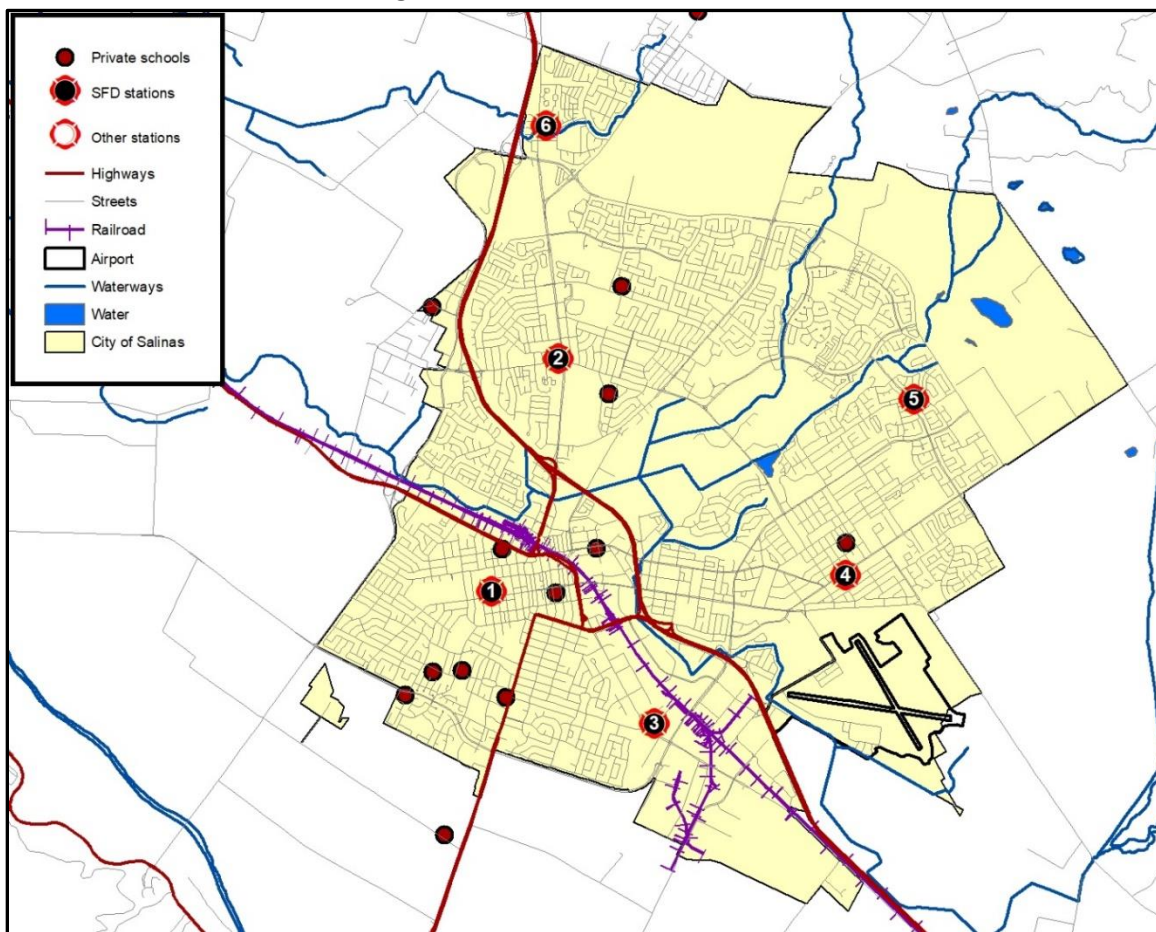 Private schools
SFD stations
Other stations
Highways
Streets
Railroad
Airport
Waterways
Water
City of Salinas
6
2
5
4
1
3